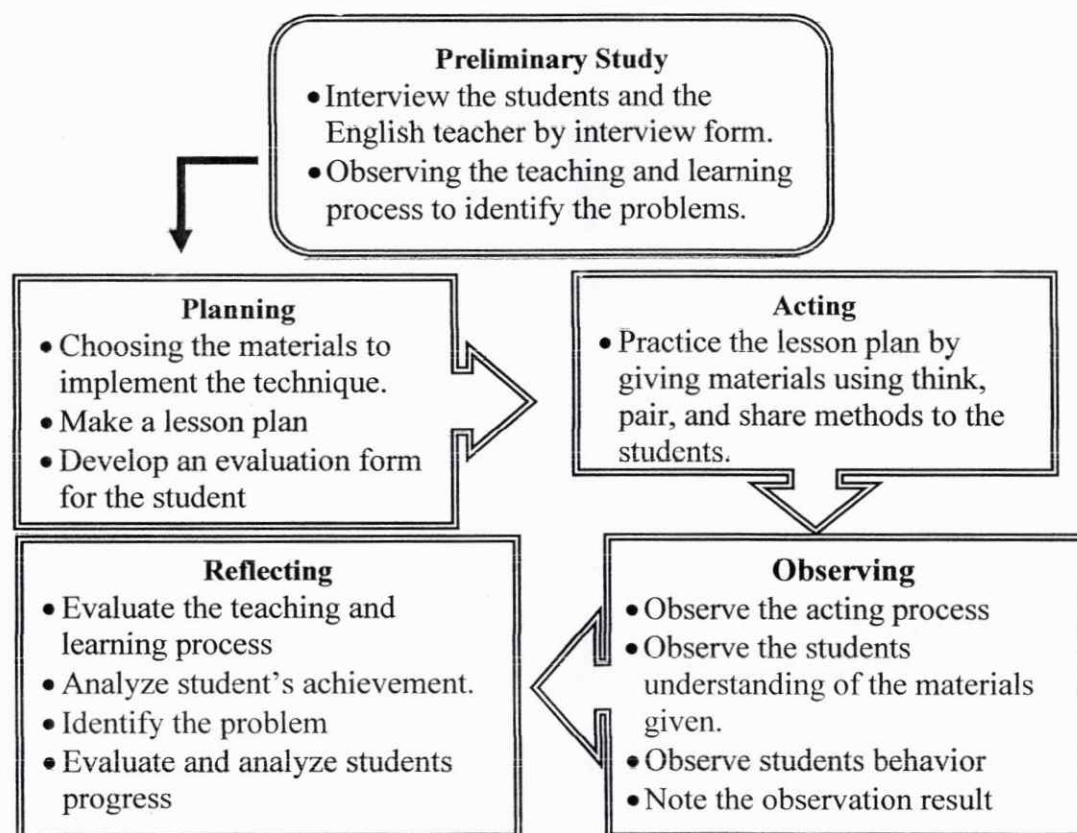 Preliminary Study
• Interview the students and the
English teacher by interview form.
• Observing the teaching and learning
process to identify the problems.
Planning
• Choosing the materials to
implement the technique.
• Make a lesson plan
• Develop an evaluation form
for the student
Acting
• Practice the lesson plan by
giving materials using think,
pair, and share methods to the
students.
Reflecting
• Evaluate the teaching and
learning process
• Analyze student's achievement.
• Identify the problem
• Evaluate and analyze students
progress
Observing
• Observe the acting process
• Observe the students
understanding of the materials
given.
• Observe students behavior
• Note the observation result